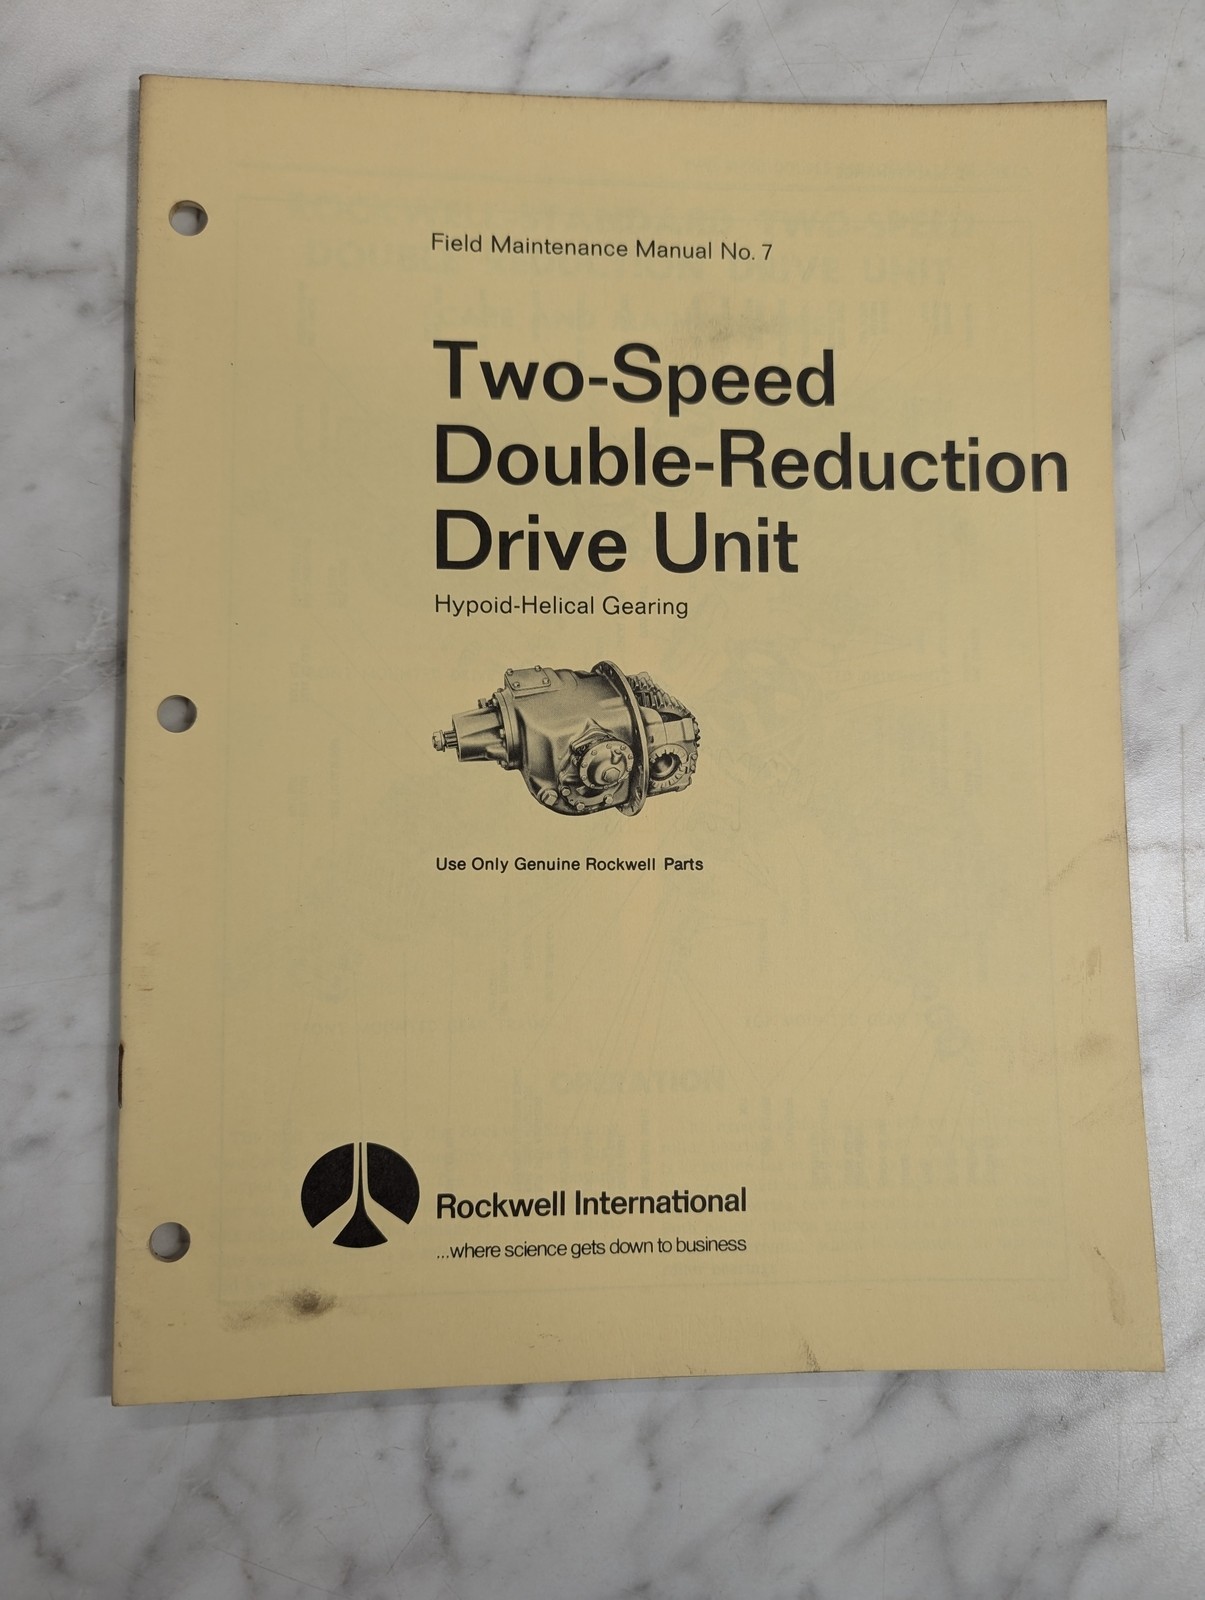 Field Maintenance Manual No. 7
Two-Speed
Double-Reduction
Drive Unit
Hypoid-Helical Gearing
Use Only Genuine Rockwell Parts
Rockwell International
...where science gets down to business